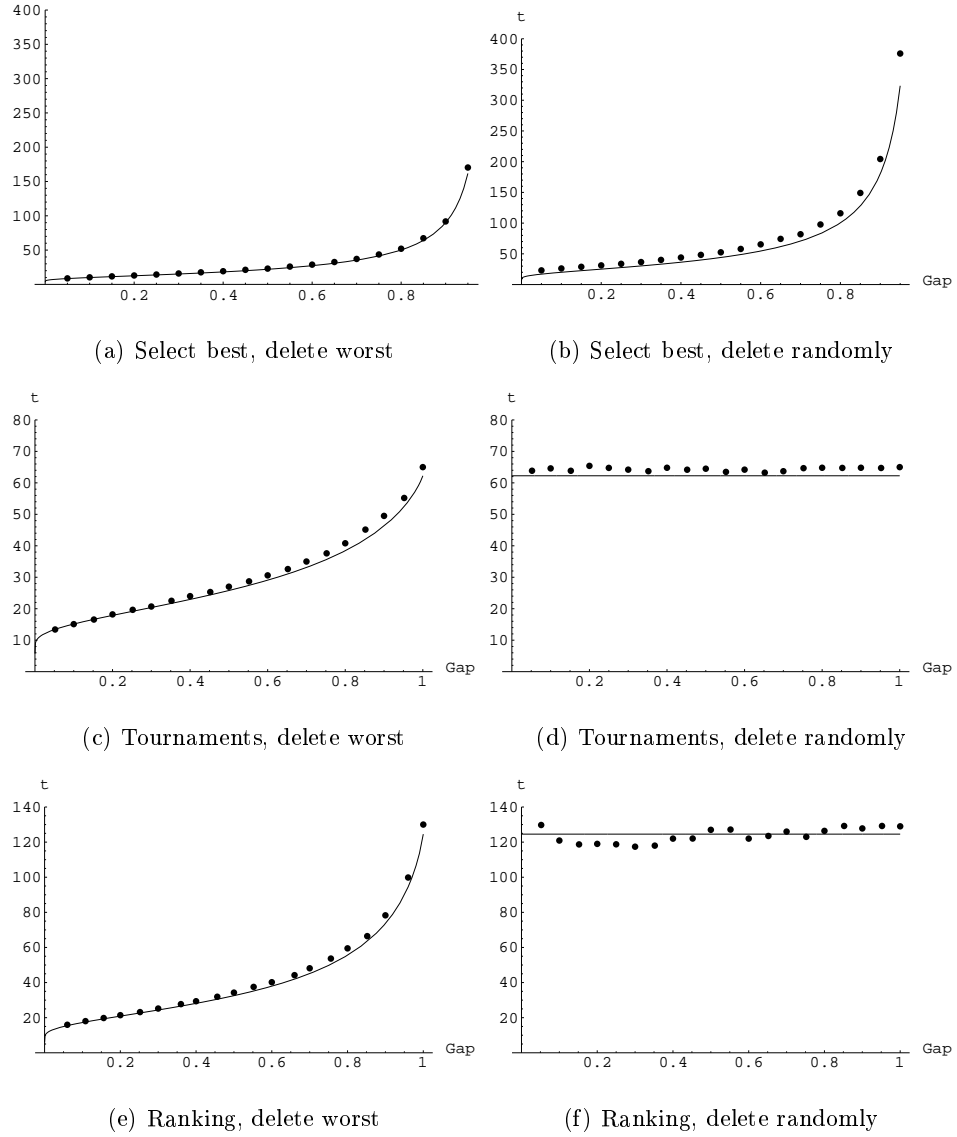 400
350
300
250
200
150
100
50
0.2 0.4 0.6 0.8
(a) Select best, delete worst
t
400
350
300
250
200
150
100
50
0.2 0.4 0.6 0.8
Gap
(b) Select best, delete randomly
t
80
70
60
50
40
30
20
10
0.2 0.4 0.6 0.8 1
Gap
(c) Tournaments, delete worst
t
80
70
60
50
40
30
20
10
0.2 0.4 0.6 0.8 1
Gap
(d) Tournaments, delete randomly
t
140
120
100
80
60
40
20
0.2 0.4 0.6 0.8 1
Gap
(e) Ranking, delete worst
t
140
120
100
80
60
40
20
0.2 0.4 0.6 0.8 1
Gap
(f) Ranking, delete randomly